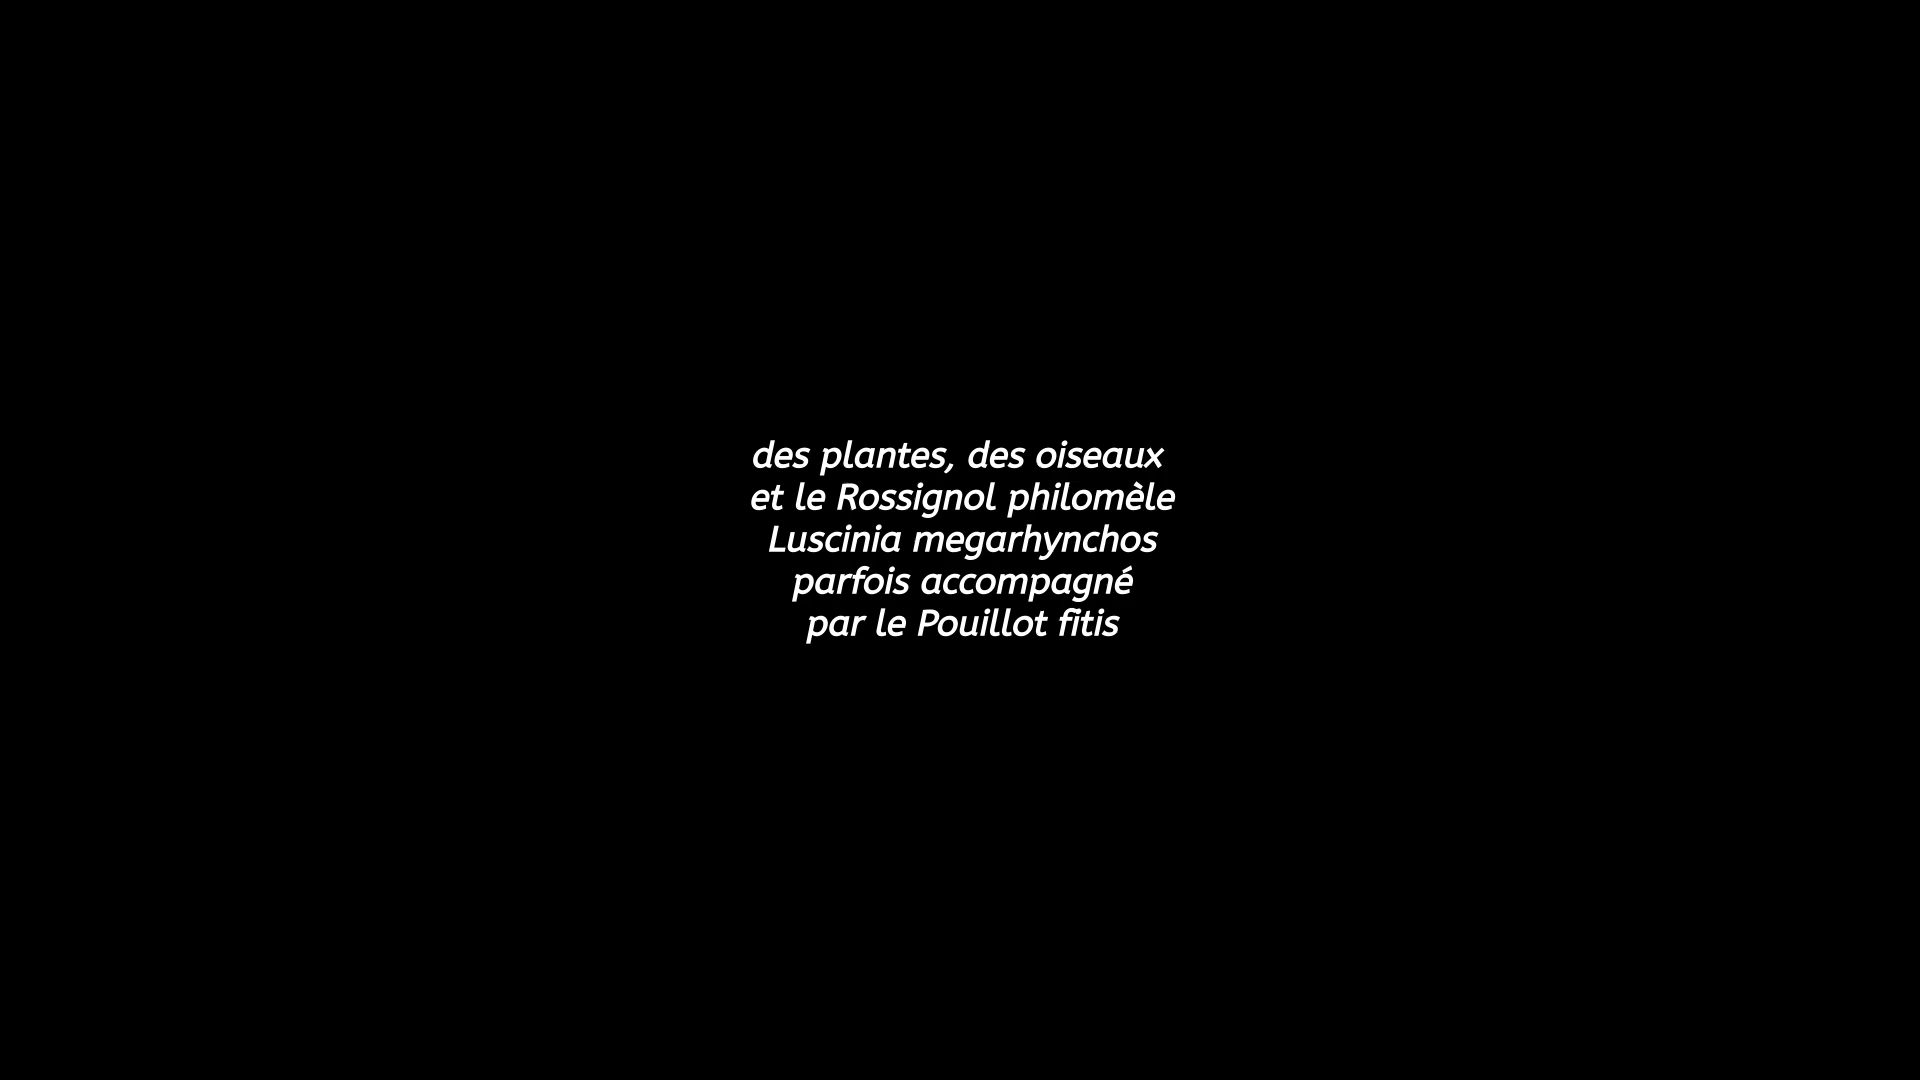 des plantes, des oiseaux
et le Rossignol philomèle
Luscinia megarhynchos
parfois accompagné
par le Pouillot fitis